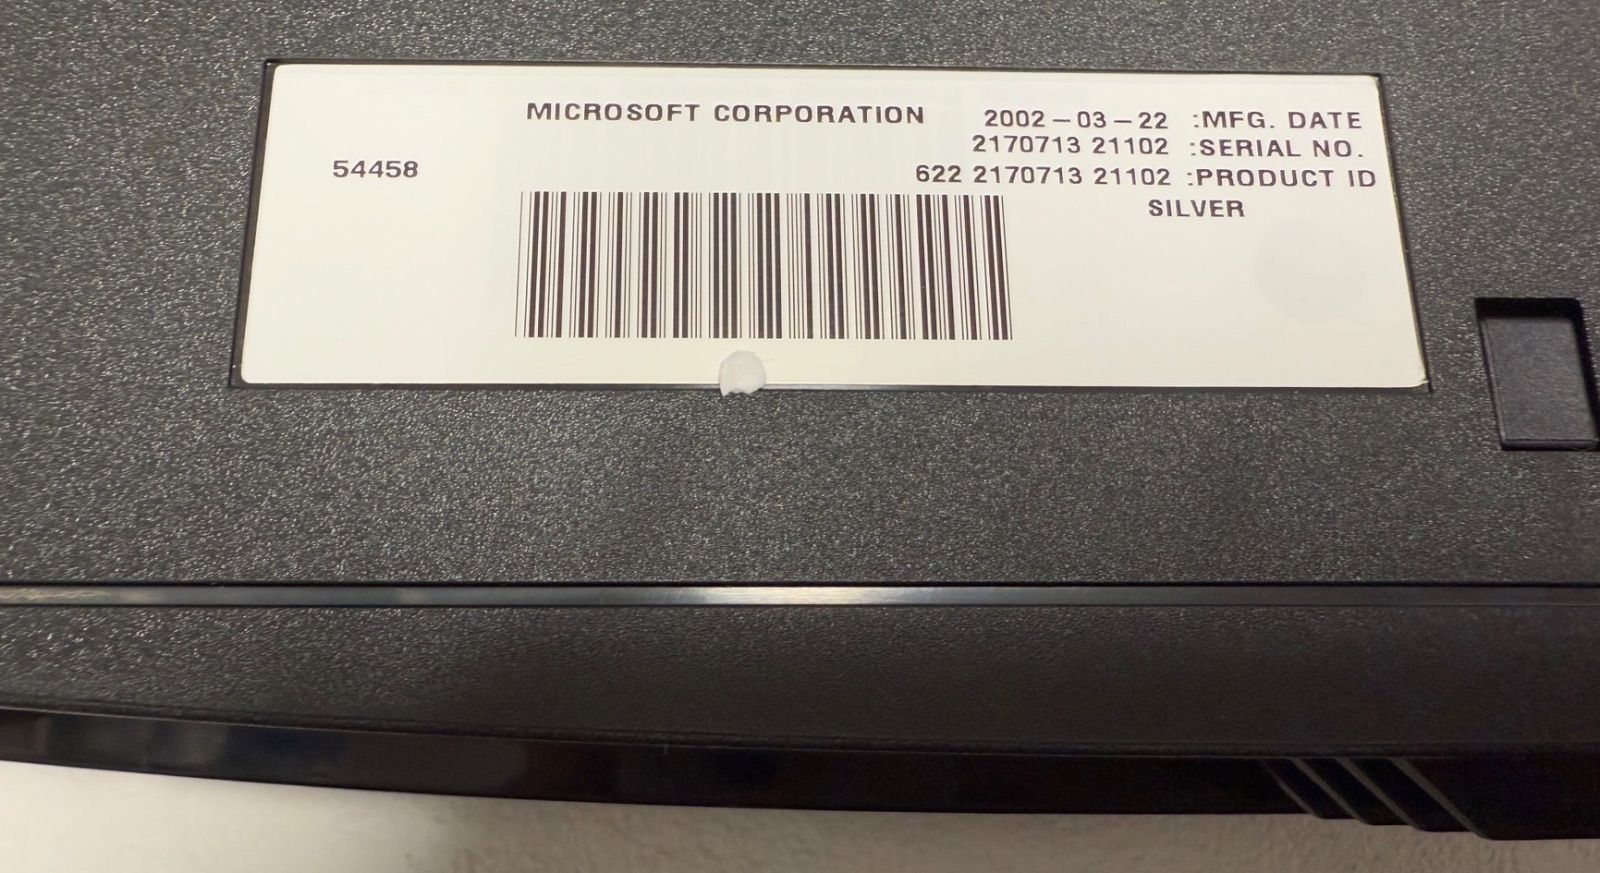 MICROSOFT CORPORATION
2002-03-22 :MFG. DATE
2170713 21102 :SERIAL NO.
54458
622 2170713 21102 :PRODUCT ID
SILVER